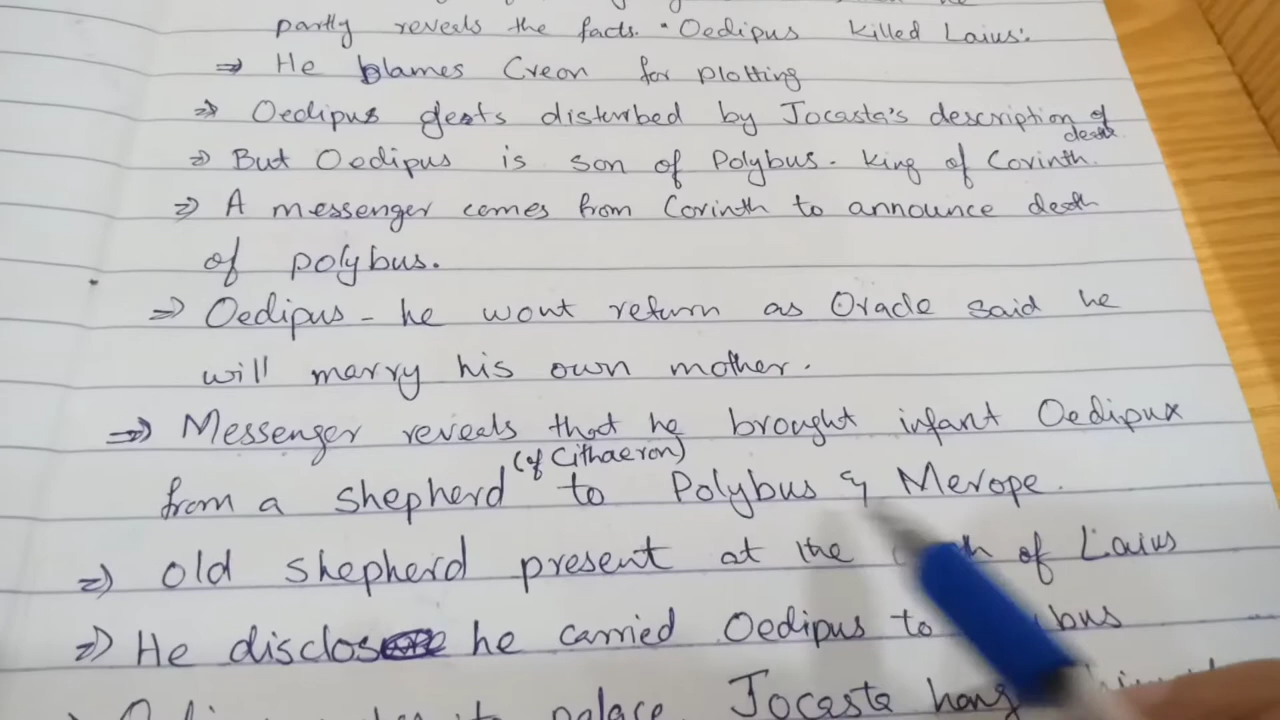 partly reveals the facts. "Oedipus killed Laius".
⇒ He blames Creon for plotting
⇒ Oedipus gets disturbed by Jocasta's description of death
⇒ But Oedipus is son of Polybus. King of Corinth.
⇒ A messenger comes from Corinth to announce death
of polybus.
⇒ Oedipus - he wont return as Oracle said he
will marry his own mother.
⇒ Messenger reveals that he brought infant Oedipux
from a shepherd (of Cithaeron) to Polybus & Merope.
⇒ Old shepherd present at the of Laius
⇒ He disclose he carried Oedipus to
palace. Jocasta